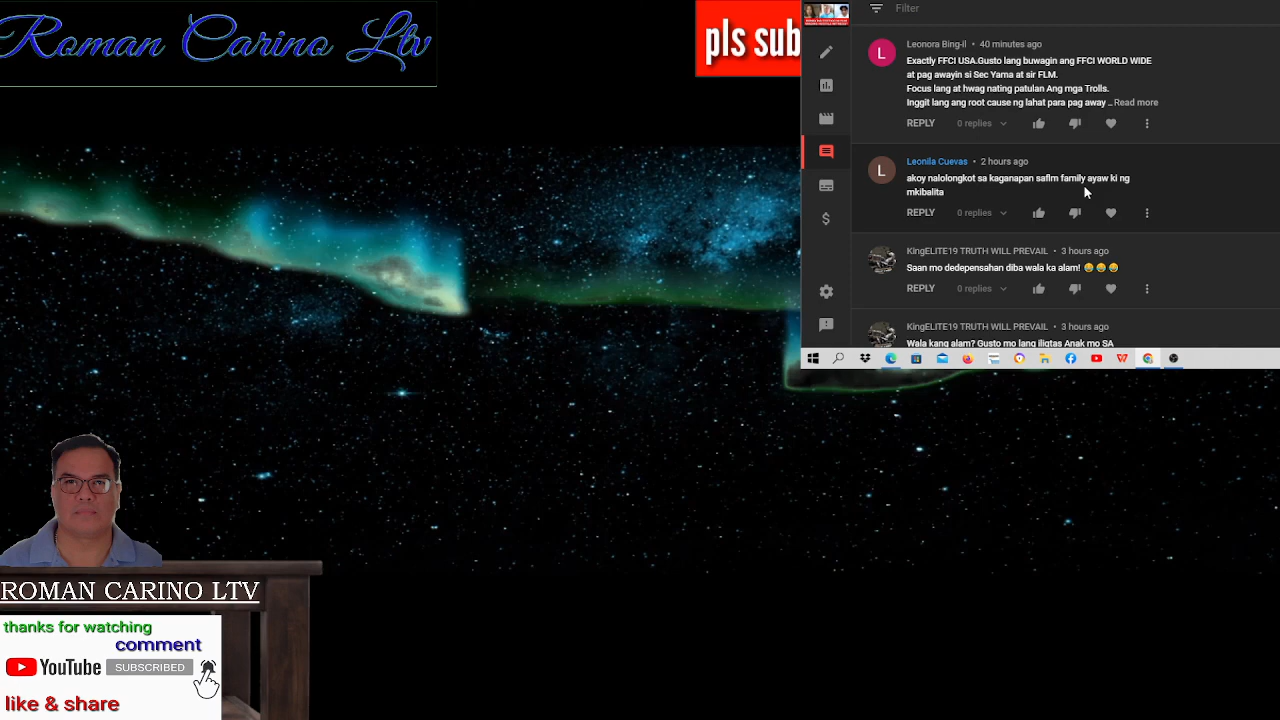 Roman Carino Ltv
pls sub
Filter
Leonora Bing-il • 40 minutes ago
Exactly FFCI USA.Gusto lang buwagin ang FFCI WORLD WIDE
at pag awayin si Sec Yama at sir FLM.
Focus lang at hwag nating patulan Ang mga Trolls.
Inggit lang ang root cause ng lahat para pag away ... Read more
REPLY 0 replies
Leonila Cuevas • 2 hours ago
akoy nalolongkot sa kaganapan saflm family ayaw ki ng
mkibalita
REPLY 0 replies
KingELITE19 TRUTH WILL PREVAIL • 3 hours ago
Saan mo dedepensahan diba wala ka alam! 😂 😂 😂
REPLY 0 replies
KingELITE19 TRUTH WILL PREVAIL • 3 hours ago
Wala kang alam? Gusto mo lang iligtas Anak mo SA
ROMAN CARINO LTV
thanks for watching
comment
YouTube SUBSCRIBED
like & share